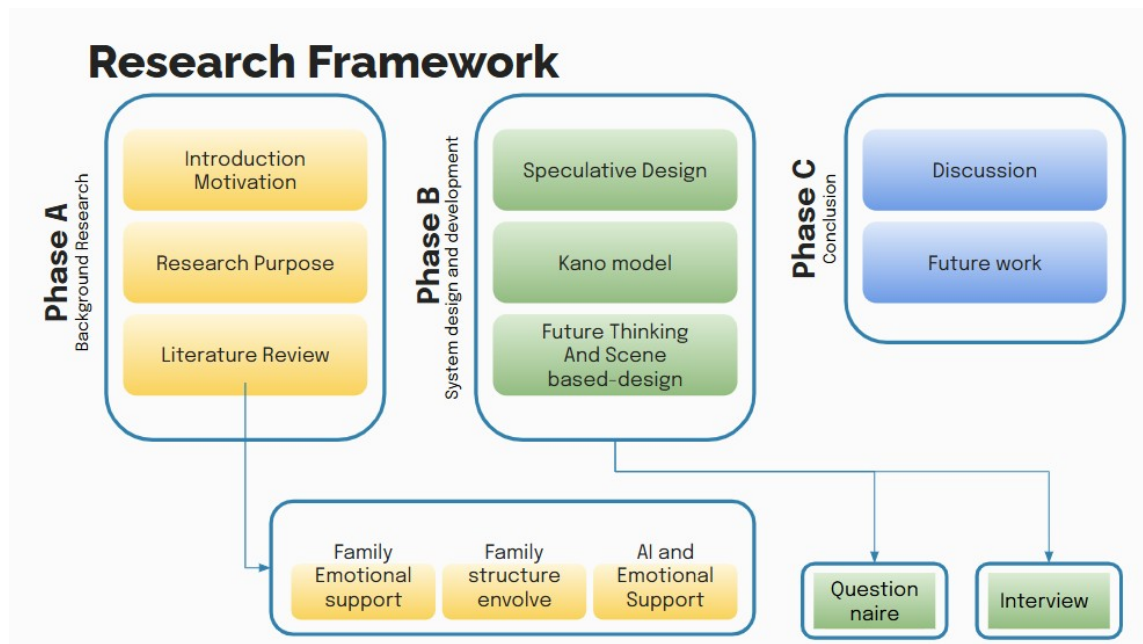 Research Framework
Phase A
Background Research
Introduction
Motivation
Research Purpose
Literature Review
Phase B
System design and development
Speculative Design
Kano model
Future Thinking
And Scene
based-design
Phase C
Conclusion
Discussion
Future work
Family
Emotional
support
Family
structure
envolve
AI and
Emotional
Support
Question
naire
Interview